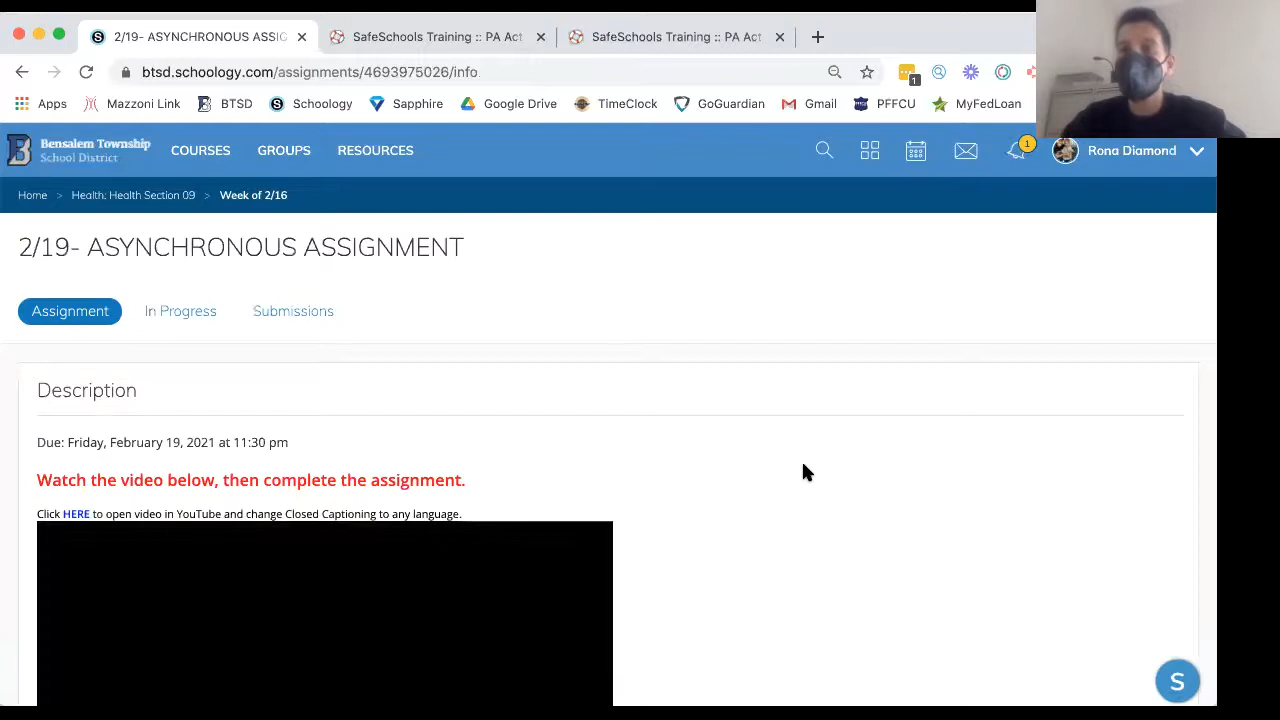 2/19- ASYNCHRONOUS ASSIG
SafeSchools Training :: PA Act
SafeSchools Training :: PA Act
btsd.schoology.com/assignments/4693975026/info
1
Apps
Mazzoni Link
BTSD
Schoology
Sapphire
Google Drive
TimeClock
GoGuardian
Gmail
PFFCU
MyFedLoan
B
Bensalem Township
School District
COURSES
GROUPS
RESOURCES
1
Rona Diamond
Home > Health: Health Section 09 > Week of 2/16
2/19- ASYNCHRONOUS ASSIGNMENT
Assignment
In Progress
Submissions
Description
Due: Friday, February 19, 2021 at 11:30 pm
Watch the video below, then complete the assignment.
Click HERE to open video in YouTube and change Closed Captioning to any language.
S